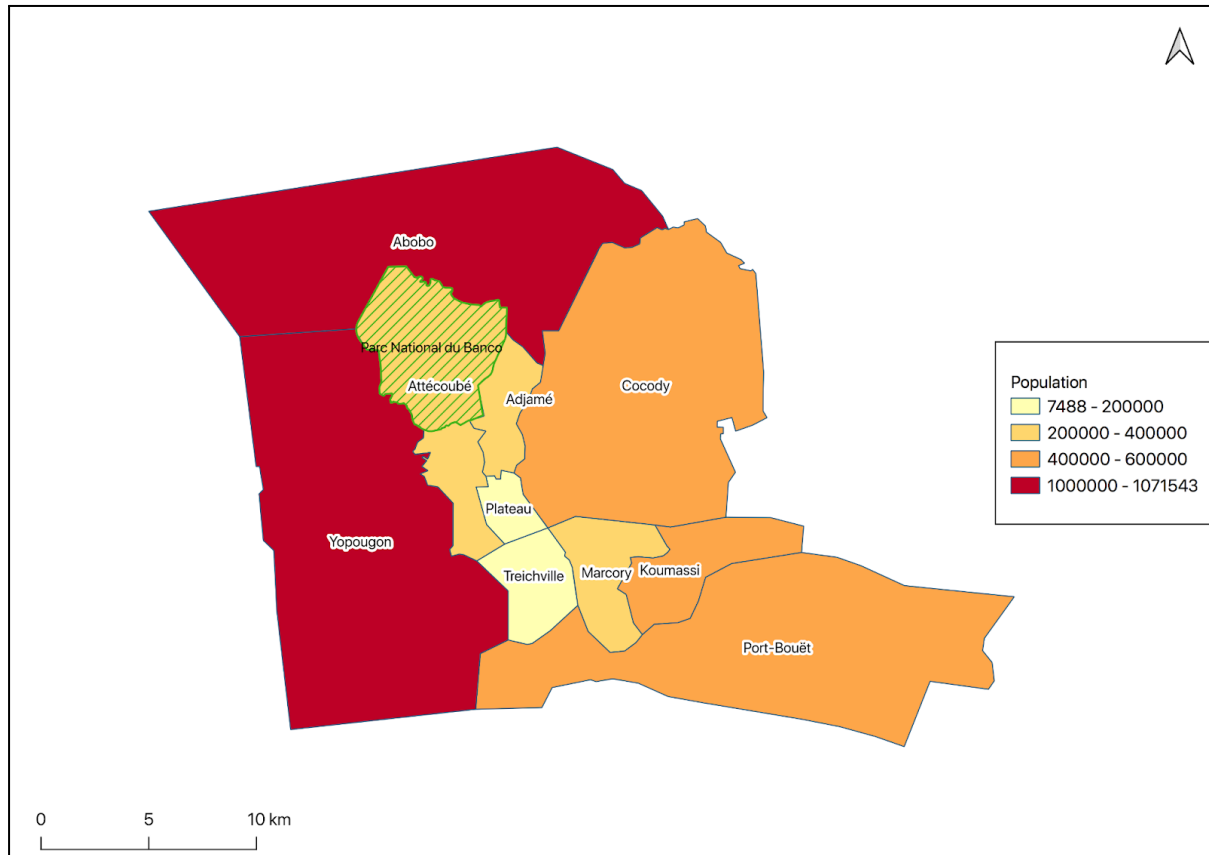 Abobo
Parc National du Banco
Attécoubé
Adjamé
Cocody
Plateau
Yopougon
Treichville
Marcory
Koumassi
Port-Bouët
Population
7488 - 200000
200000 - 400000
400000 - 600000
1000000 - 1071543
0 5 10 km